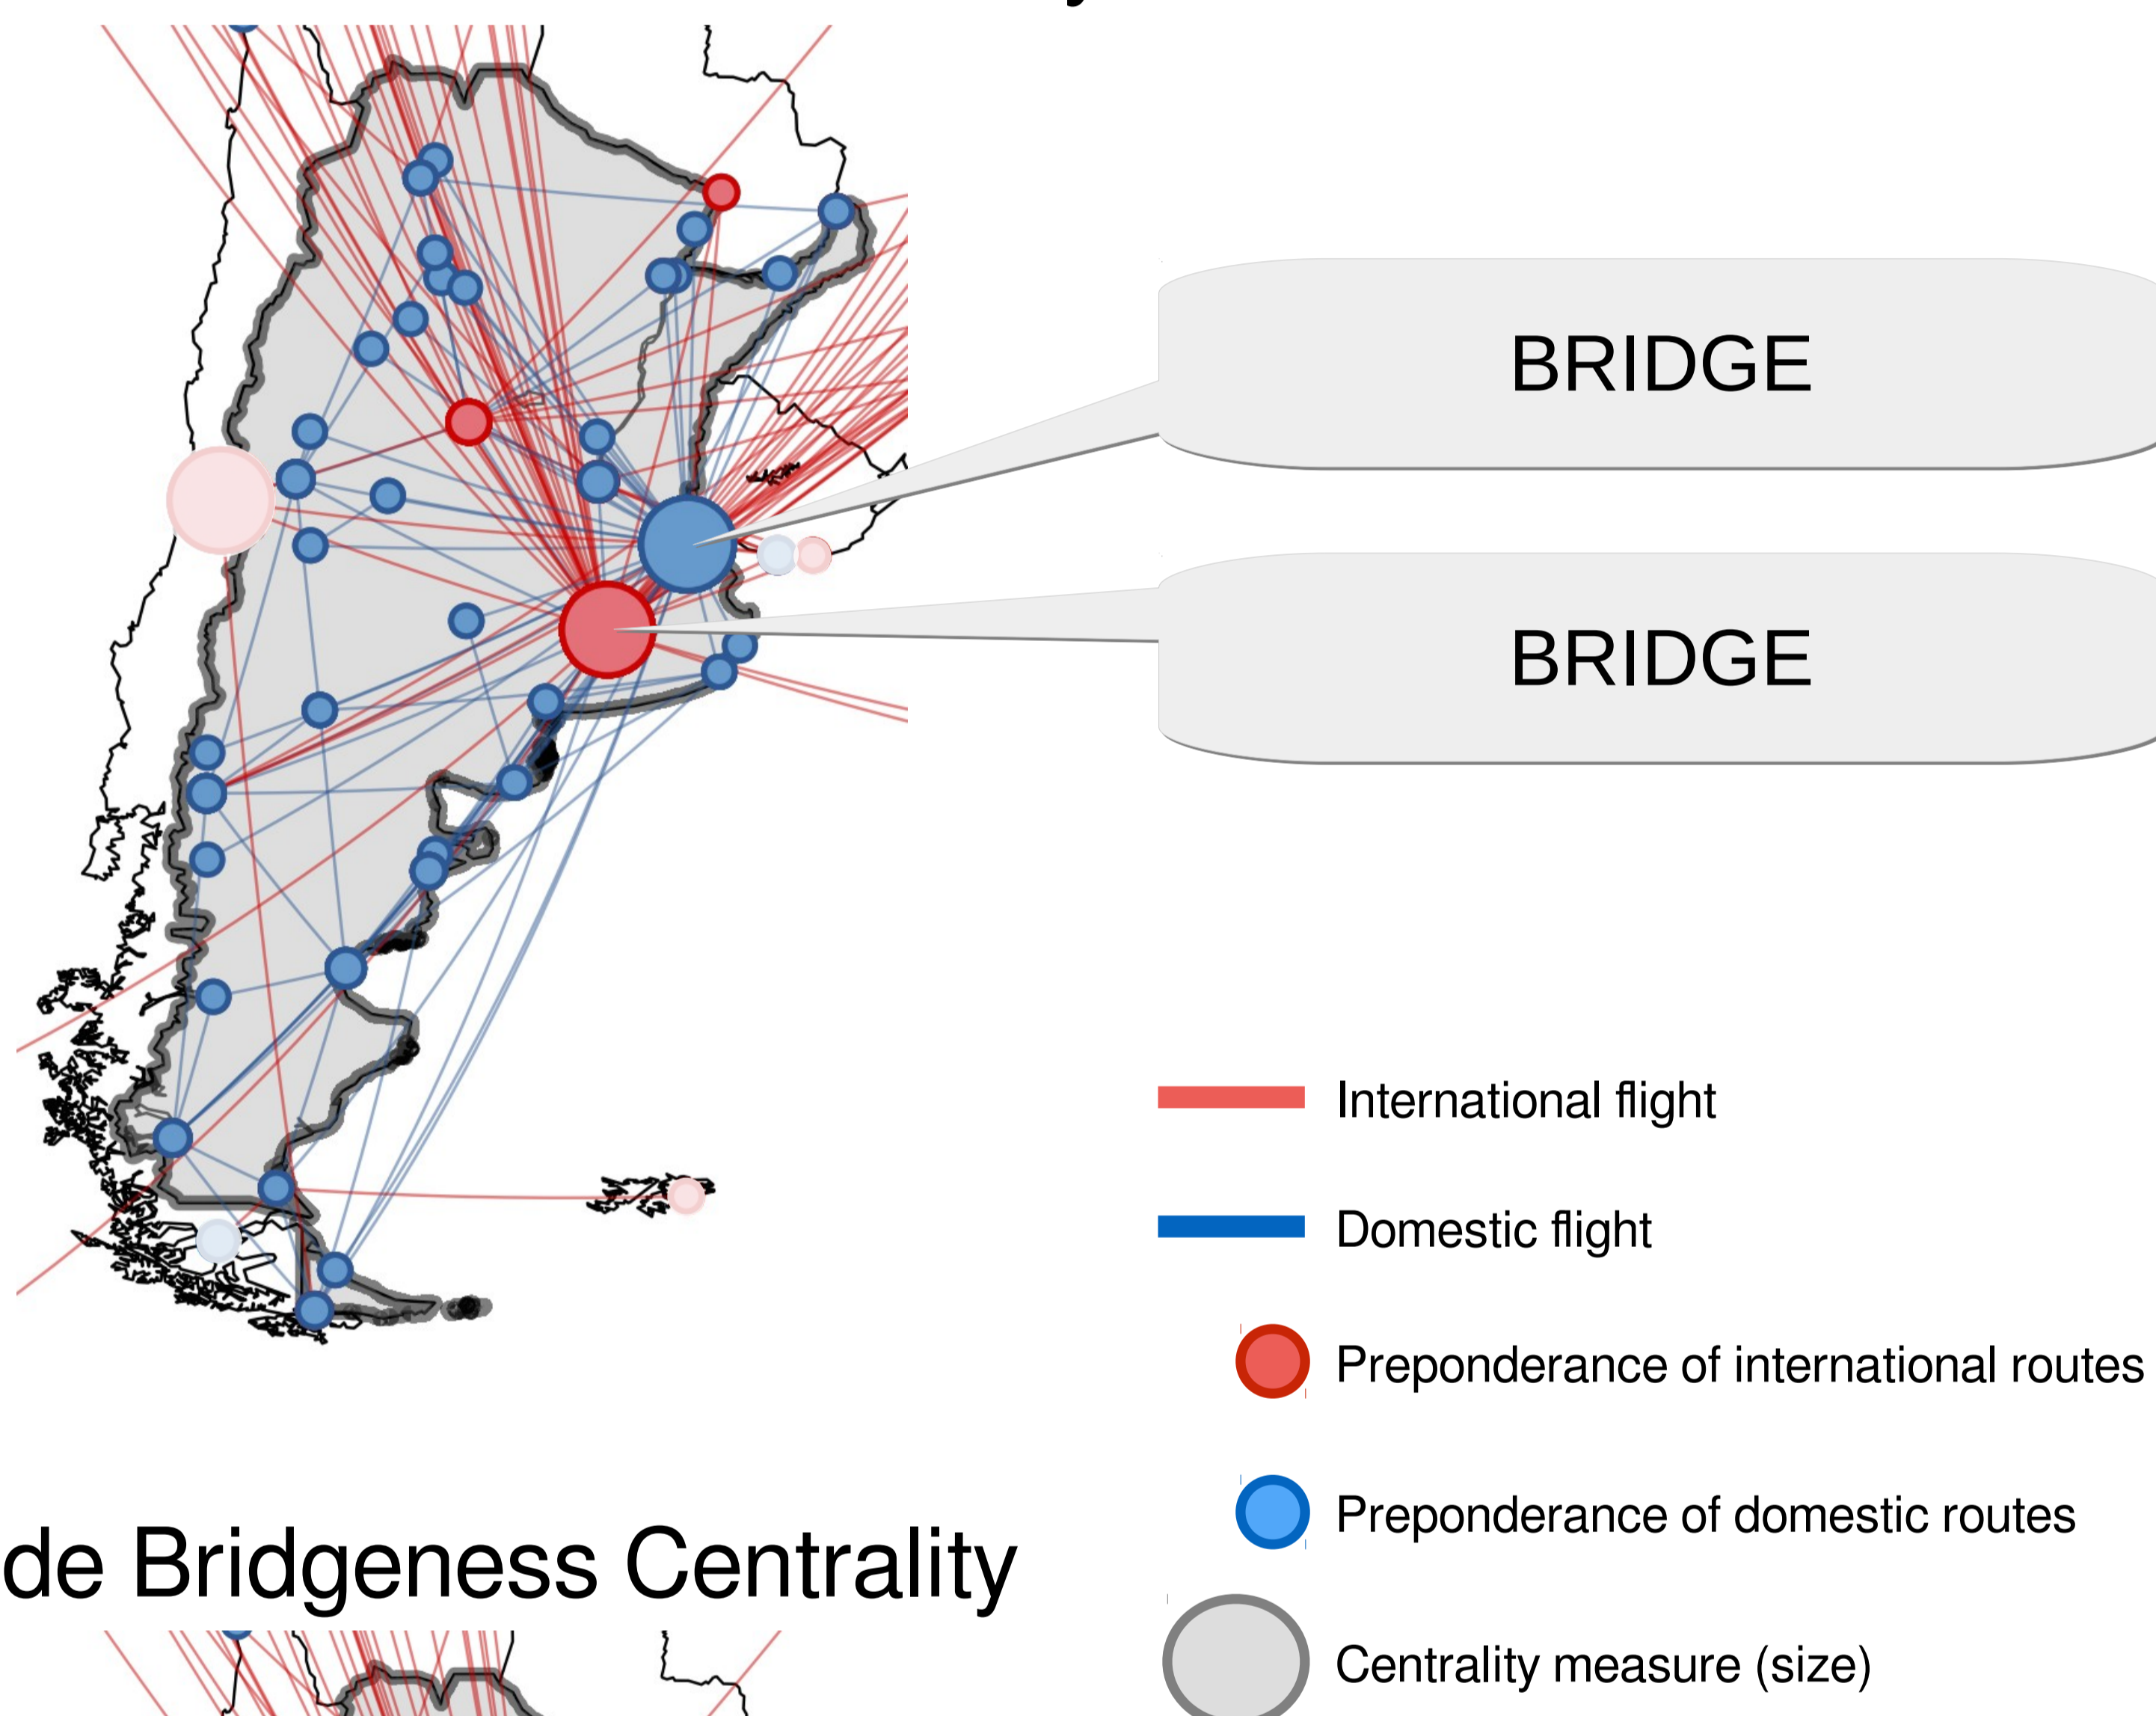 BRIDGE
BRIDGE
International flight
Domestic flight
Preponderance of international routes
Preponderance of domestic routes
de Bridgeness Centrality
Centrality measure (size)